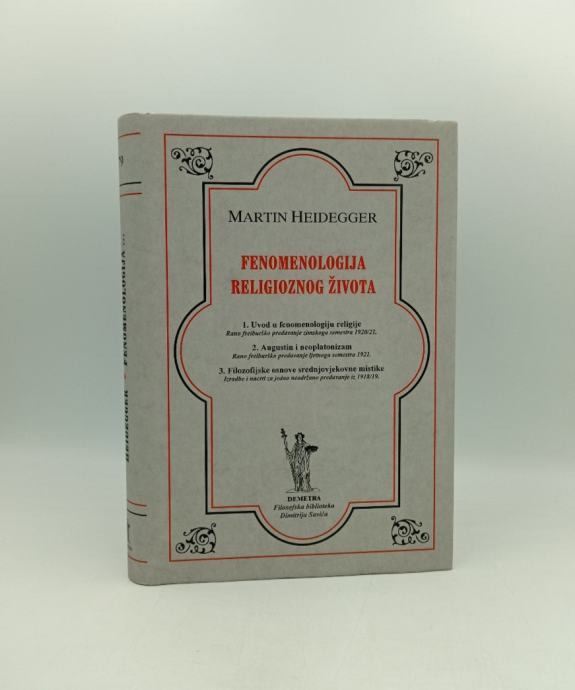 MARTIN HEIDEGGER
FENOMENOLOGIJA
RELIGIOZNOG ŽIVOTA
1. Uvod u fenomenologiju religije
Rano freiburško predavanje zimskoga semestra 1920/21.
2. Augustin i neoplatonizam
Rano freiburško predavanje ljetnoga semestra 1921.
3. Filozofijske osnove srednjovjekovne mistike
Izradbe i nacrti za jedno neodržano predavanje iz 1918/19.
DEMETRA
Filosofska biblioteka
Dimitrija Savića
HEIDEGGER • FENOMENOLOGIJA ...